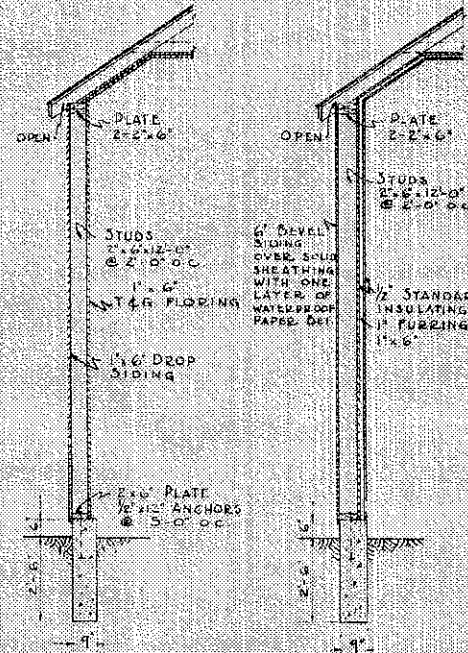 PLATE
2-2"x6"
OPEN
STUDS
2"x6"x12'-0"
@ 2'-0" O.C.
1" x 6"
T&G FLORING
1"x6" DROP
SIDING
2x6" PLATE
1/2"x12" ANCHORS
@ 5'-0" O.C.
6"
2'-6"
9"
PLATE
2-2"x6"
OPEN
STUDS
2"x6"x12'-0"
@ 2'-0" O.C.
6" BEVEL
SIDING
OVER SOLID
SHEATHING
WITH ONE
LAYER OF
WATERPROOF
PAPER BET.
1/2" STANDAR
INSULATING
1" FURRING
1"x6"
6"
2'-6"
9"